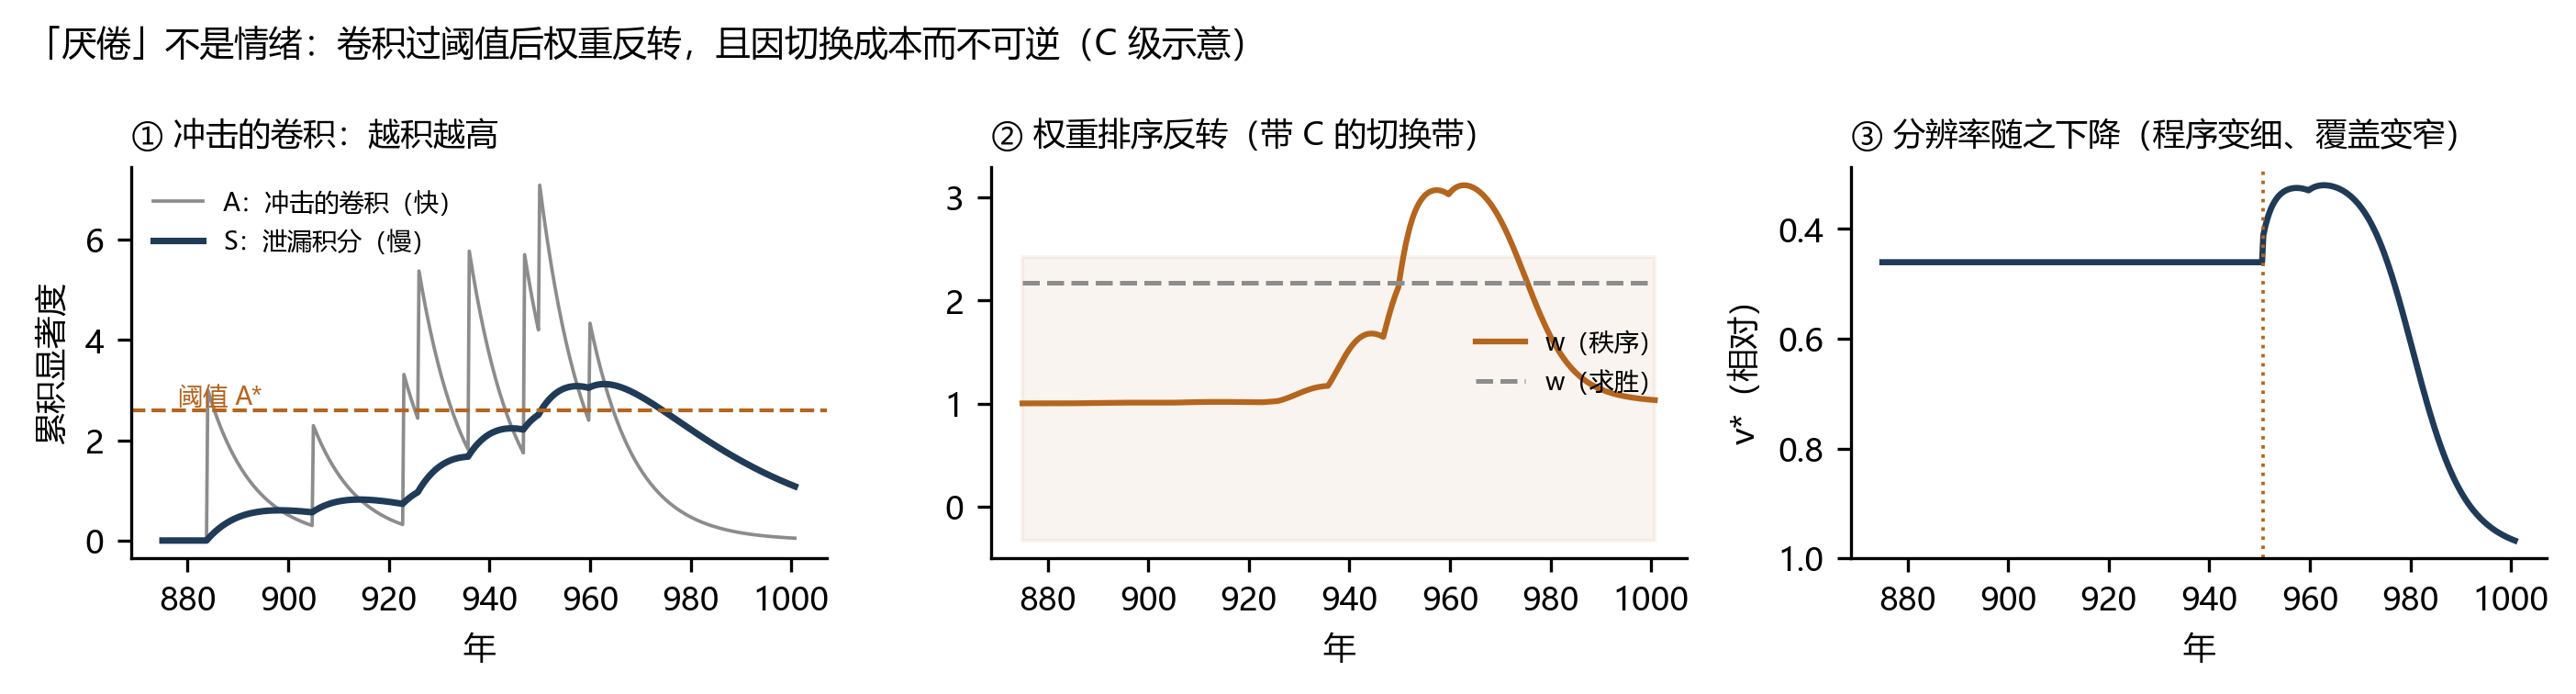 「厌倦」不是情绪：卷积过阈值后权重反转，且因切换成本而不可逆（C 级示意）
① 冲击的卷积：越积越高
A：冲击的卷积（快）
S：泄漏积分（慢）
阈值 A*
累积显著度
6
4
2
0
880 900 920 940 960 980 1000
年
② 权重排序反转（带 C 的切换带）
3
2
1
0
w（秩序）
w（求胜）
880 900 920 940 960 980 1000
年
③ 分辨率随之下降（程序变细、覆盖变窄）
v*（相对）
0.4
0.6
0.8
1.0
880 900 920 940 960 980 1000
年